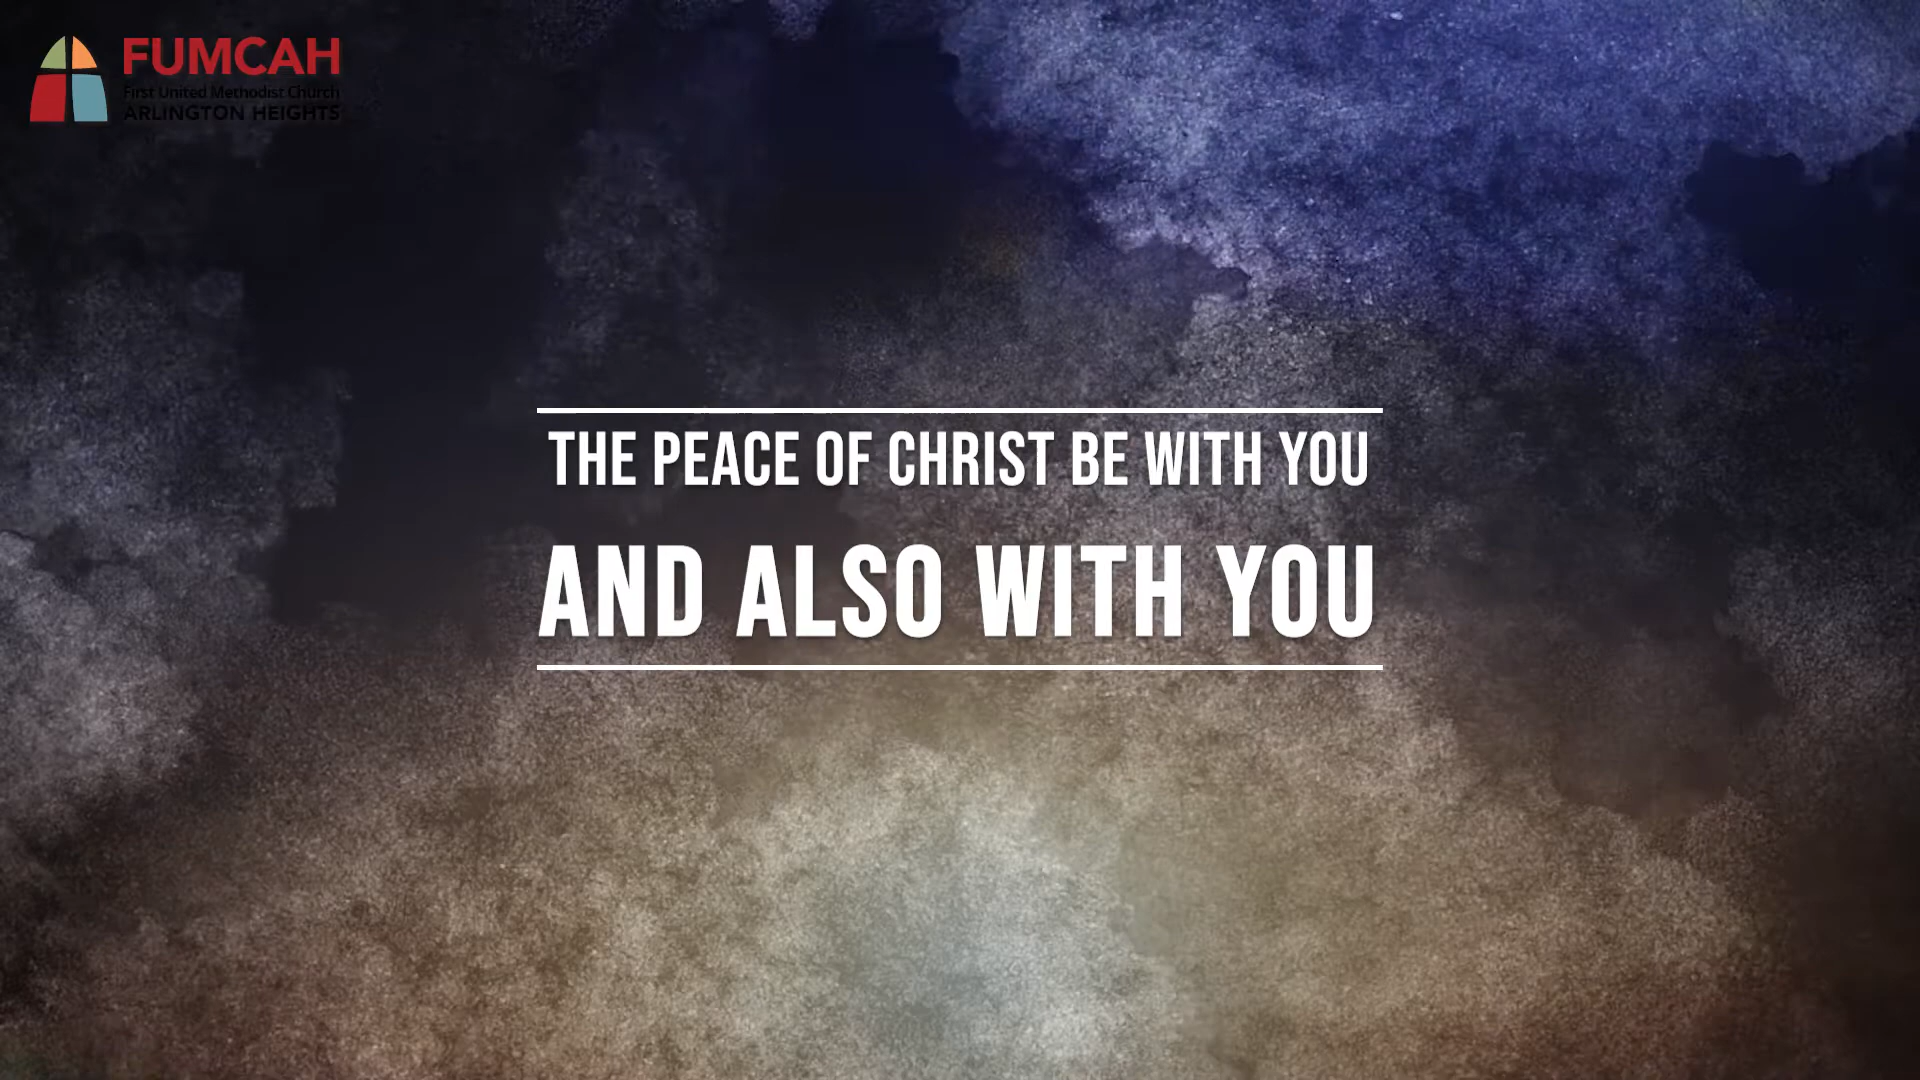 FUMCAH
First United Methodist Church
ARLINGTON HEIGHTS
THE PEACE OF CHRIST BE WITH YOU
AND ALSO WITH YOU